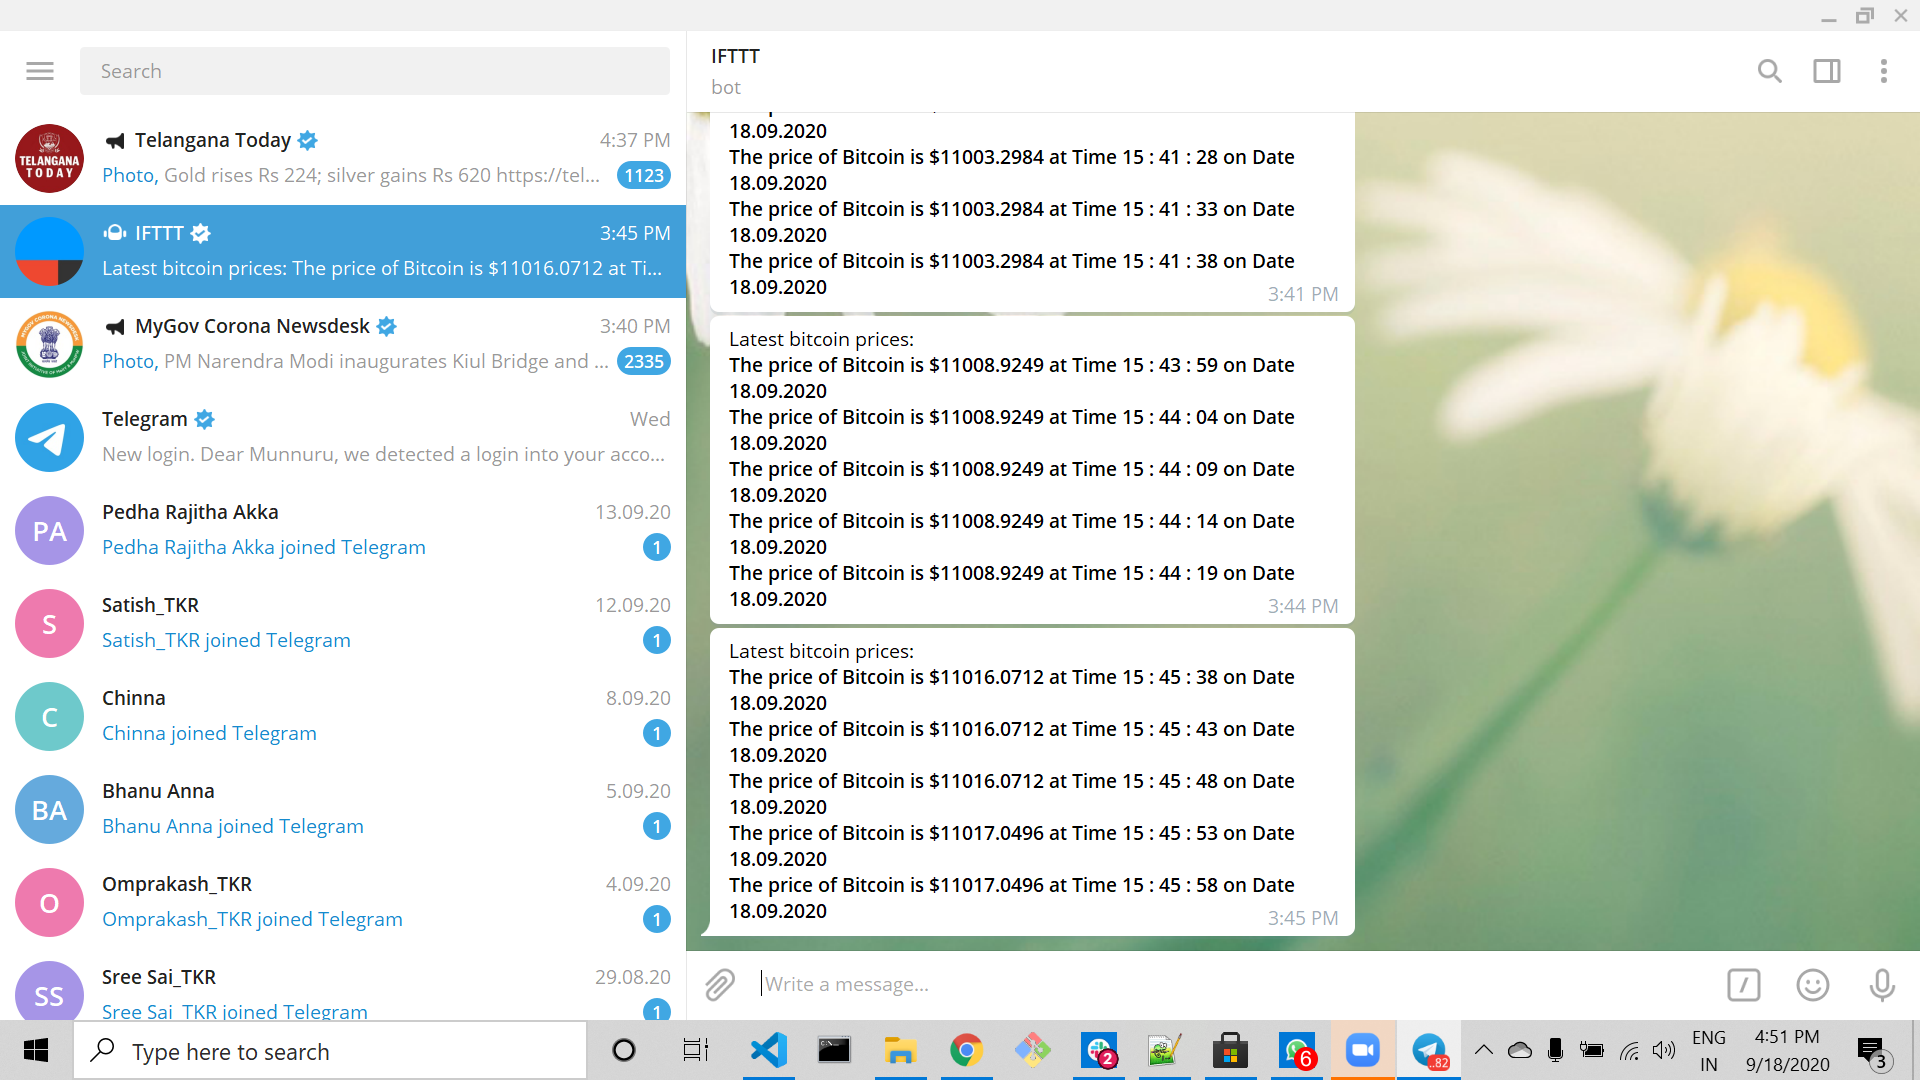 Search
TELANGANA
TODAY
Telangana Today
4:37 PM
Photo, Gold rises Rs 224; silver gains Rs 620 https://tel...
1123
IFTTT
3:45 PM
Latest bitcoin prices: The price of Bitcoin is $11016.0712 at Ti...
MyGov Corona Newsdesk
3:40 PM
Photo, PM Narendra Modi inaugurates Kiul Bridge and ...
2335
Telegram
Wed
New login. Dear Munnuru, we detected a login into your acco...
PA
Pedha Rajitha Akka
13.09.20
Pedha Rajitha Akka joined Telegram
1
S
Satish_TKR
12.09.20
Satish_TKR joined Telegram
1
C
Chinna
8.09.20
Chinna joined Telegram
1
BA
Bhanu Anna
5.09.20
Bhanu Anna joined Telegram
1
O
Omprakash_TKR
4.09.20
Omprakash_TKR joined Telegram
1
SS
Sree Sai_TKR
29.08.20
Sree Sai_TKR joined Telegram
1
IFTTT
bot
18.09.2020
The price of Bitcoin is $11003.2984 at Time 15 : 41 : 28 on Date
18.09.2020
The price of Bitcoin is $11003.2984 at Time 15 : 41 : 33 on Date
18.09.2020
The price of Bitcoin is $11003.2984 at Time 15 : 41 : 38 on Date
18.09.2020
3:41 PM
Latest bitcoin prices:
The price of Bitcoin is $11008.9249 at Time 15 : 43 : 59 on Date
18.09.2020
The price of Bitcoin is $11008.9249 at Time 15 : 44 : 04 on Date
18.09.2020
The price of Bitcoin is $11008.9249 at Time 15 : 44 : 09 on Date
18.09.2020
The price of Bitcoin is $11008.9249 at Time 15 : 44 : 14 on Date
18.09.2020
The price of Bitcoin is $11008.9249 at Time 15 : 44 : 19 on Date
18.09.2020
3:44 PM
Latest bitcoin prices:
The price of Bitcoin is $11016.0712 at Time 15 : 45 : 38 on Date
18.09.2020
The price of Bitcoin is $11016.0712 at Time 15 : 45 : 43 on Date
18.09.2020
The price of Bitcoin is $11016.0712 at Time 15 : 45 : 48 on Date
18.09.2020
The price of Bitcoin is $11017.0496 at Time 15 : 45 : 53 on Date
18.09.2020
The price of Bitcoin is $11017.0496 at Time 15 : 45 : 58 on Date
18.09.2020
3:45 PM
Write a message...
Type here to search
2
6
..82
ENG
IN
4:51 PM
9/18/2020
3